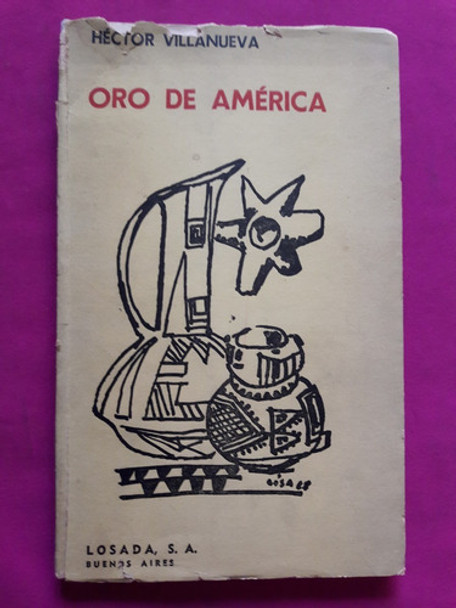 HÉCTOR VILLANUEVA
ORO DE AMÉRICA
LOSADA, S. A.
BUENOS AIRES